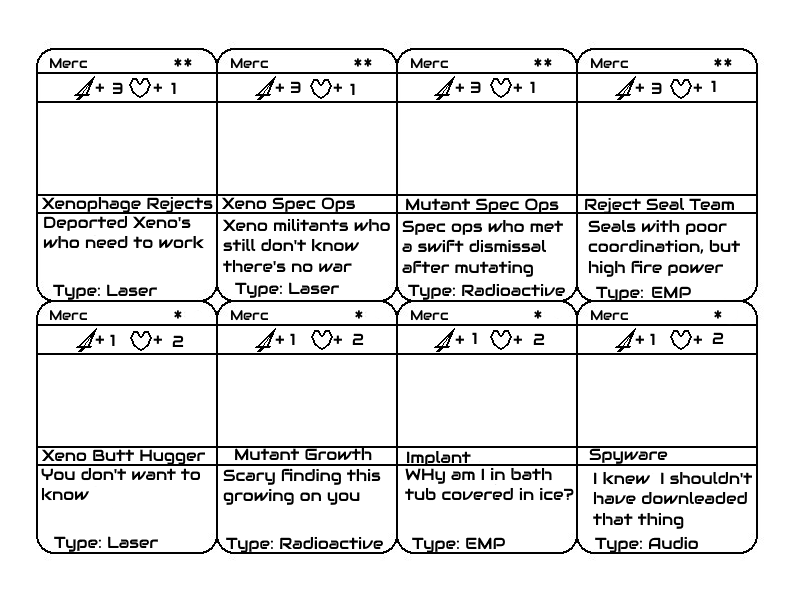 Merc **
+ 3 + 1
Xenophage Rejects
Deported Xeno's
who need to work
Type: Laser
Merc **
+ 3 + 1
Xeno Spec Ops
Xeno militants who
still don't know
there's no war
Type: Laser
Merc **
+ 3 + 1
Mutant Spec Ops
Spec ops who met
a swift dismissal
after mutating
Type: Radioactive
Merc **
+ 3 + 1
Reject Seal Team
Seals with poor
coordination, but
high fire power
Type: EMP
Merc *
+ 1 + 2
Xeno Butt Hugger
You don't want to
know
Type: Laser
Merc *
+ 1 + 2
Mutant Growth
Scary finding this
growing on you
Type: Radioactive
Merc *
+ 1 + 2
Implant
WHy am I in bath
tub covered in ice?
Type: EMP
Merc *
+ 1 + 2
Spyware
I knew I shouldn't
have downleaded
that thing
Type: Audio